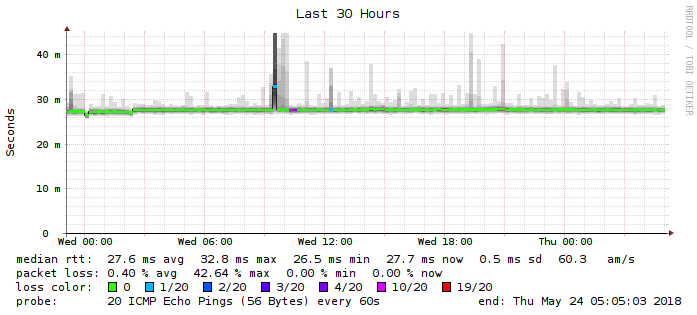 Last 30 Hours
RRDTOOL / TOBI OETIKER
Seconds
40 m
30 m
20 m
10 m
0
Wed 00:00 Wed 06:00 Wed 12:00 Wed 18:00 Thu 00:00
median rtt: 27.6 ms avg 32.8 ms max 26.5 ms min 27.7 ms now 0.5 ms sd 60.3 am/s
packet loss: 0.40 % avg 42.64 % max 0.00 % min 0.00 % now
loss color: 0 1/20 2/20 3/20 4/20 10/20 19/20
probe: 20 ICMP Echo Pings (56 Bytes) every 60s end: Thu May 24 05:05:03 2018